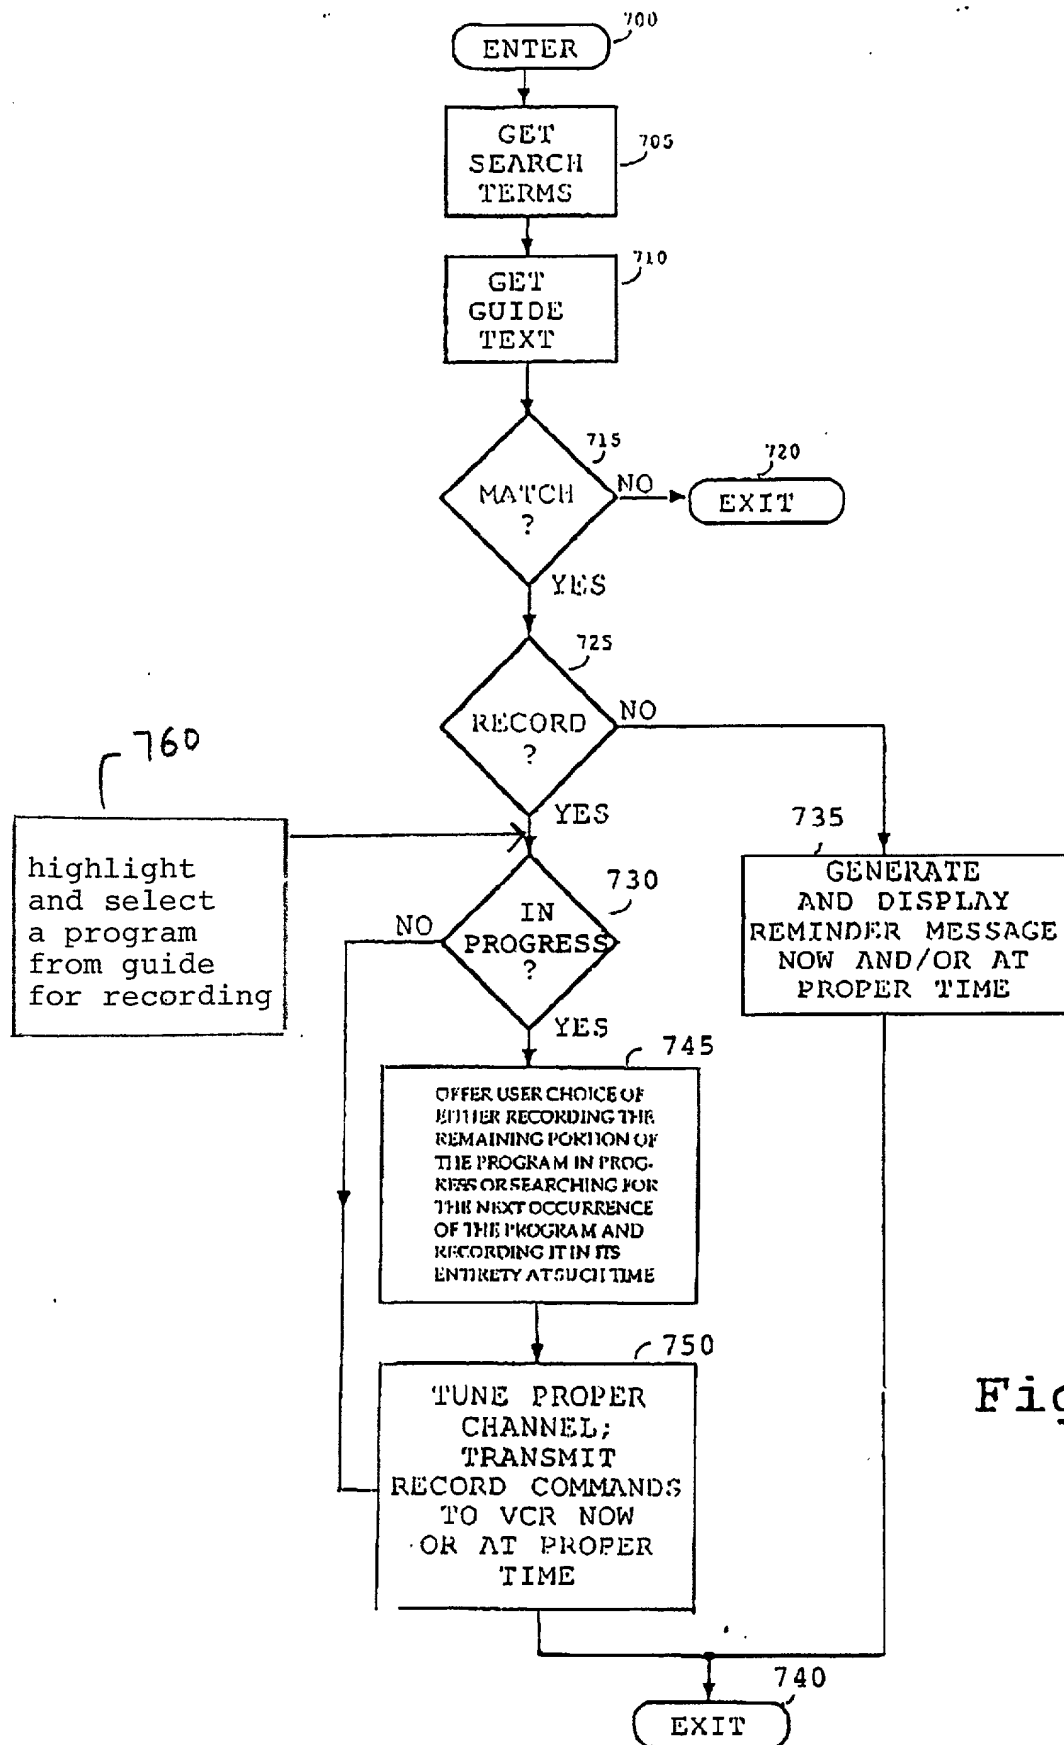 700
ENTER
GET
SEARCH
TERMS
705
710
GET
GUIDE
TEXT
715
MATCH
?
NO
720
EXIT
YES
725
RECORD
?
NO
YES
760
highlight
and select
a program
from guide
for recording
735
GENERATE
AND DISPLAY
REMINDER MESSAGE
NOW AND/OR AT
PROPER TIME
730
IN
PROGRESS
?
NO
YES
745
OFFER USER CHOICE OF
EITHER RECORDING THE
REMAINING PORTION OF
THE PROGRAM IN PROG-
RESS OR SEARCHING FOR
THE NEXT OCCURRENCE
OF THE PROGRAM AND
RECORDING IT IN ITS
ENTIRETY AT SUCH TIME
750
TUNE PROPER
CHANNEL;
TRANSMIT
RECORD COMMANDS
TO VCR NOW
OR AT PROPER
TIME
Fig
740
EXIT